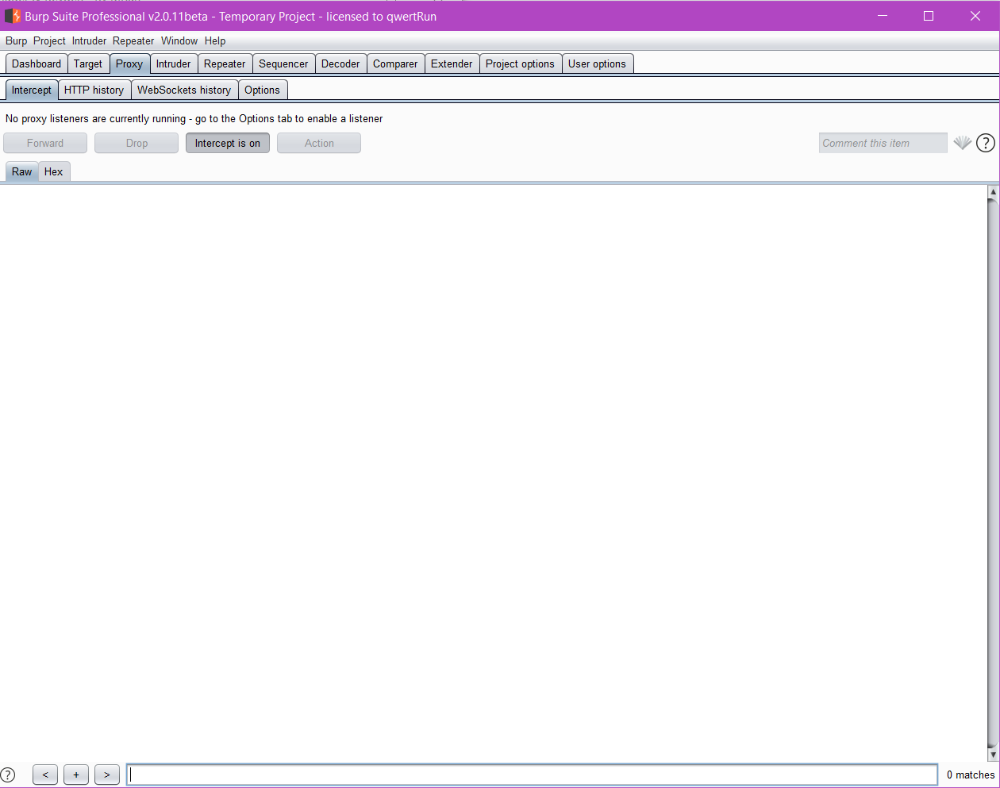 Burp Suite Professional v2.0.11beta - Temporary Project - licensed to qwertRun
Burp Project Intruder Repeater Window Help
Dashboard Target Proxy Intruder Repeater Sequencer Decoder Comparer Extender Project options User options
Intercept HTTP history WebSockets history Options
No proxy listeners are currently running - go to the Options tab to enable a listener
Forward Drop Intercept is on Action Comment this item ?
Raw Hex
? < + > 0 matches